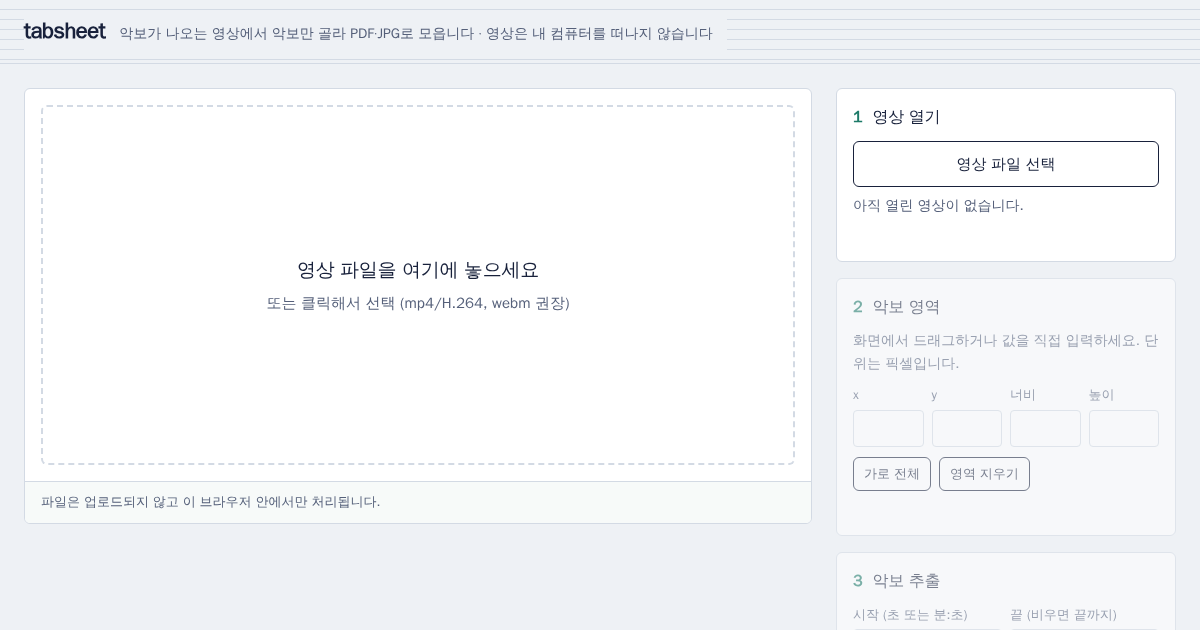 tabsheet 악보가 나오는 영상에서 악보만 골라 PDF·JPG로 모읍니다 · 영상은 내 컴퓨터를 떠나지 않습니다
영상 파일을 여기에 놓으세요
또는 클릭해서 선택 (mp4/H.264, webm 권장)
파일은 업로드되지 않고 이 브라우저 안에서만 처리됩니다.
1 영상 열기
영상 파일 선택
아직 열린 영상이 없습니다.
2 악보 영역
화면에서 드래그하거나 값을 직접 입력하세요. 단
위는 픽셀입니다.
x y 너비 높이
가로 전체 영역 지우기
3 악보 추출
시작 (초 또는 분:초) 끝 (비우면 끝까지)